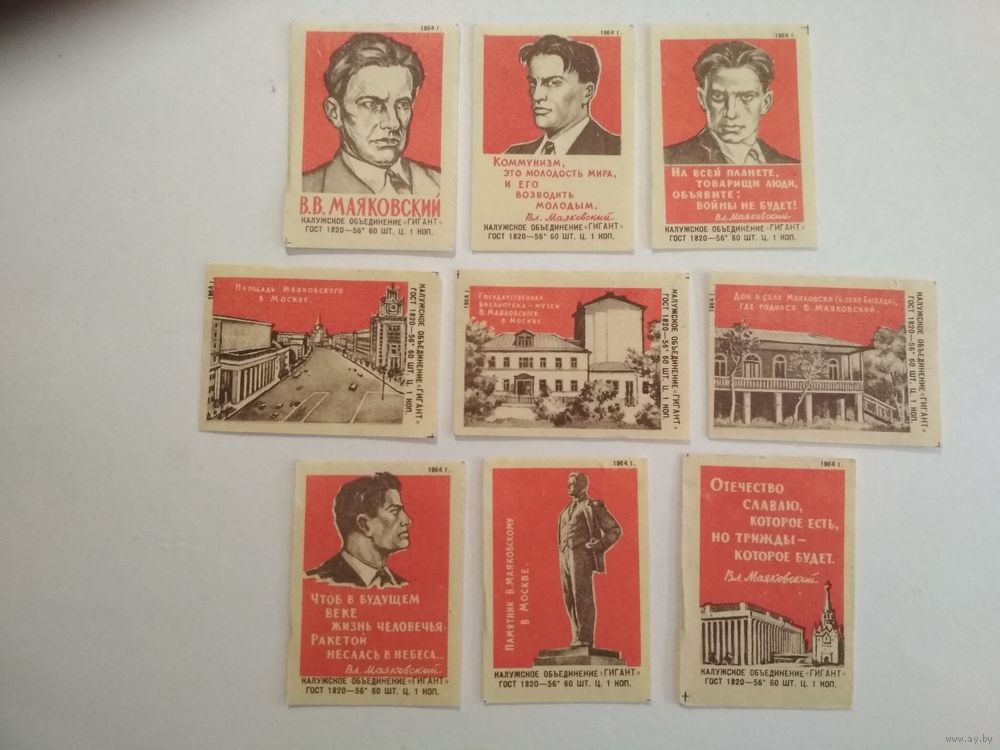 1964 г.
В.В. МАЯКОВСКИЙ
КАЛУЖСКОЕ ОБЪЕДИНЕНИЕ «ГИГАНТ»
ГОСТ 1820—56* 60 ШТ. Ц. 1 КОП.
1964 г.
КОММУНИЗМ,
ЭТО МОЛОДОСТЬ МИРА,
И ЕГО
ВОЗВОДИТЬ
МОЛОДЫМ.
Вл. Маяковский
КАЛУЖСКОЕ ОБЪЕДИНЕНИЕ «ГИГАНТ»
ГОСТ 1820—56* 60 ШТ. Ц. 1 КОП.
1964 г.
НА ВСЕЙ ПЛАНЕТЕ,
ТОВАРИЩИ ЛЮДИ,
ОБЪЯВИТЕ:
ВОЙНЫ НЕ БУДЕТ!
Вл. Маяковский
КАЛУЖСКОЕ ОБЪЕДИНЕНИЕ «ГИГАНТ»
ГОСТ 1820—56* 60 ШТ. Ц. 1 КОП.
1964 г.
ПЛОЩАДЬ МАЯКОВСКОГО
В МОСКВЕ.
КАЛУЖСКОЕ ОБЪЕДИНЕНИЕ «ГИГАНТ»
ГОСТ 1820—56* 60 ШТ. Ц. 1 КОП.
1964 г.
ГОСУДАРСТВЕННАЯ
БИБЛИОТЕКА-МУЗЕЙ
В. МАЯКОВСКОГО
В МОСКВЕ
КАЛУЖСКОЕ ОБЪЕДИНЕНИЕ «ГИГАНТ»
ГОСТ 1820—56* 60 ШТ. Ц. 1 КОП.
1964 г.
ДОМ В СЕЛЕ МАЯКОВСКИ (Б. СЕЛО БАГДАДИ),
ГДЕ РОДИЛСЯ В. МАЯКОВСКИЙ.
КАЛУЖСКОЕ ОБЪЕДИНЕНИЕ «ГИГАНТ»
ГОСТ 1820—56* 60 ШТ. Ц. 1 КОП.
1964 г.
ЧТОБ В БУДУЩЕМ
ВЕКЕ
ЖИЗНЬ ЧЕЛОВЕЧЬЯ
РАКЕТОЙ
НЕСЛАСЬ В НЕБЕСА...
Вл. Маяковский
КАЛУЖСКОЕ ОБЪЕДИНЕНИЕ «ГИГАНТ»
ГОСТ 1820—56* 60 ШТ. Ц. 1 КОП.
1964 г.
ПАМЯТНИК В. МАЯКОВСКОМУ
В МОСКВЕ.
КАЛУЖСКОЕ ОБЪЕДИНЕНИЕ «ГИГАНТ»
ГОСТ 1820—56* 60 ШТ. Ц. 1 КОП.
1964 г.
ОТЕЧЕСТВО
СЛАВЛЮ,
КОТОРОЕ ЕСТЬ,
НО ТРИЖДЫ—
КОТОРОЕ БУДЕТ.
Вл. Маяковский
КАЛУЖСКОЕ ОБЪЕДИНЕНИЕ «ГИГАНТ»
ГОСТ 1820—56* 60 ШТ. Ц. 1 КОП.
www.ay.by